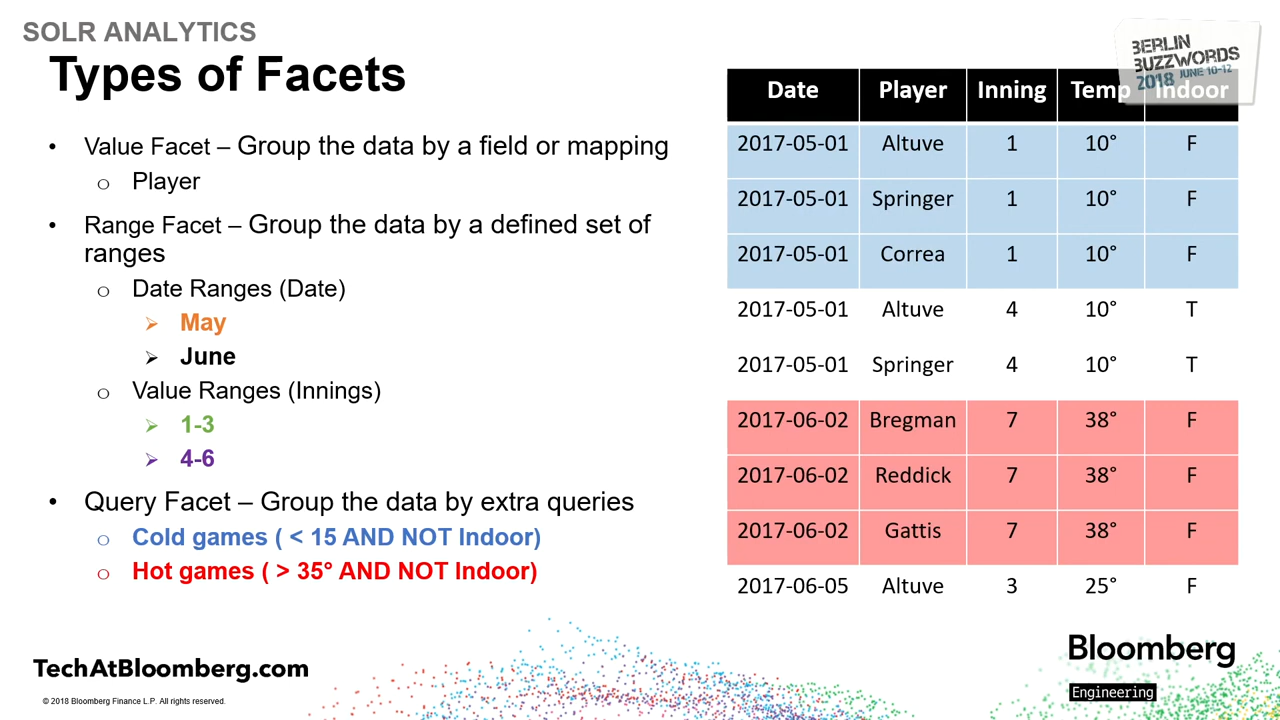 SOLR ANALYTICS
Types of Facets
• Value Facet – Group the data by a field or mapping
o Player
• Range Facet – Group the data by a defined set of
ranges
o Date Ranges (Date)
➢ May
➢ June
o Value Ranges (Innings)
➢ 1-3
➢ 4-6
• Query Facet – Group the data by extra queries
o Cold games ( < 15 AND NOT Indoor)
o Hot games ( > 35° AND NOT Indoor)
BERLIN
BUZZWORDS
2018 JUNE 10-12
Date Player Inning Temp Indoor
2017-05-01 Altuve 1 10° F
2017-05-01 Springer 1 10° F
2017-05-01 Correa 1 10° F
2017-05-01 Altuve 4 10° T
2017-05-01 Springer 4 10° T
2017-06-02 Bregman 7 38° F
2017-06-02 Reddick 7 38° F
2017-06-02 Gattis 7 38° F
2017-06-05 Altuve 3 25° F
TechAtBloomberg.com
© 2018 Bloomberg Finance L.P. All rights reserved.
Bloomberg
Engineering